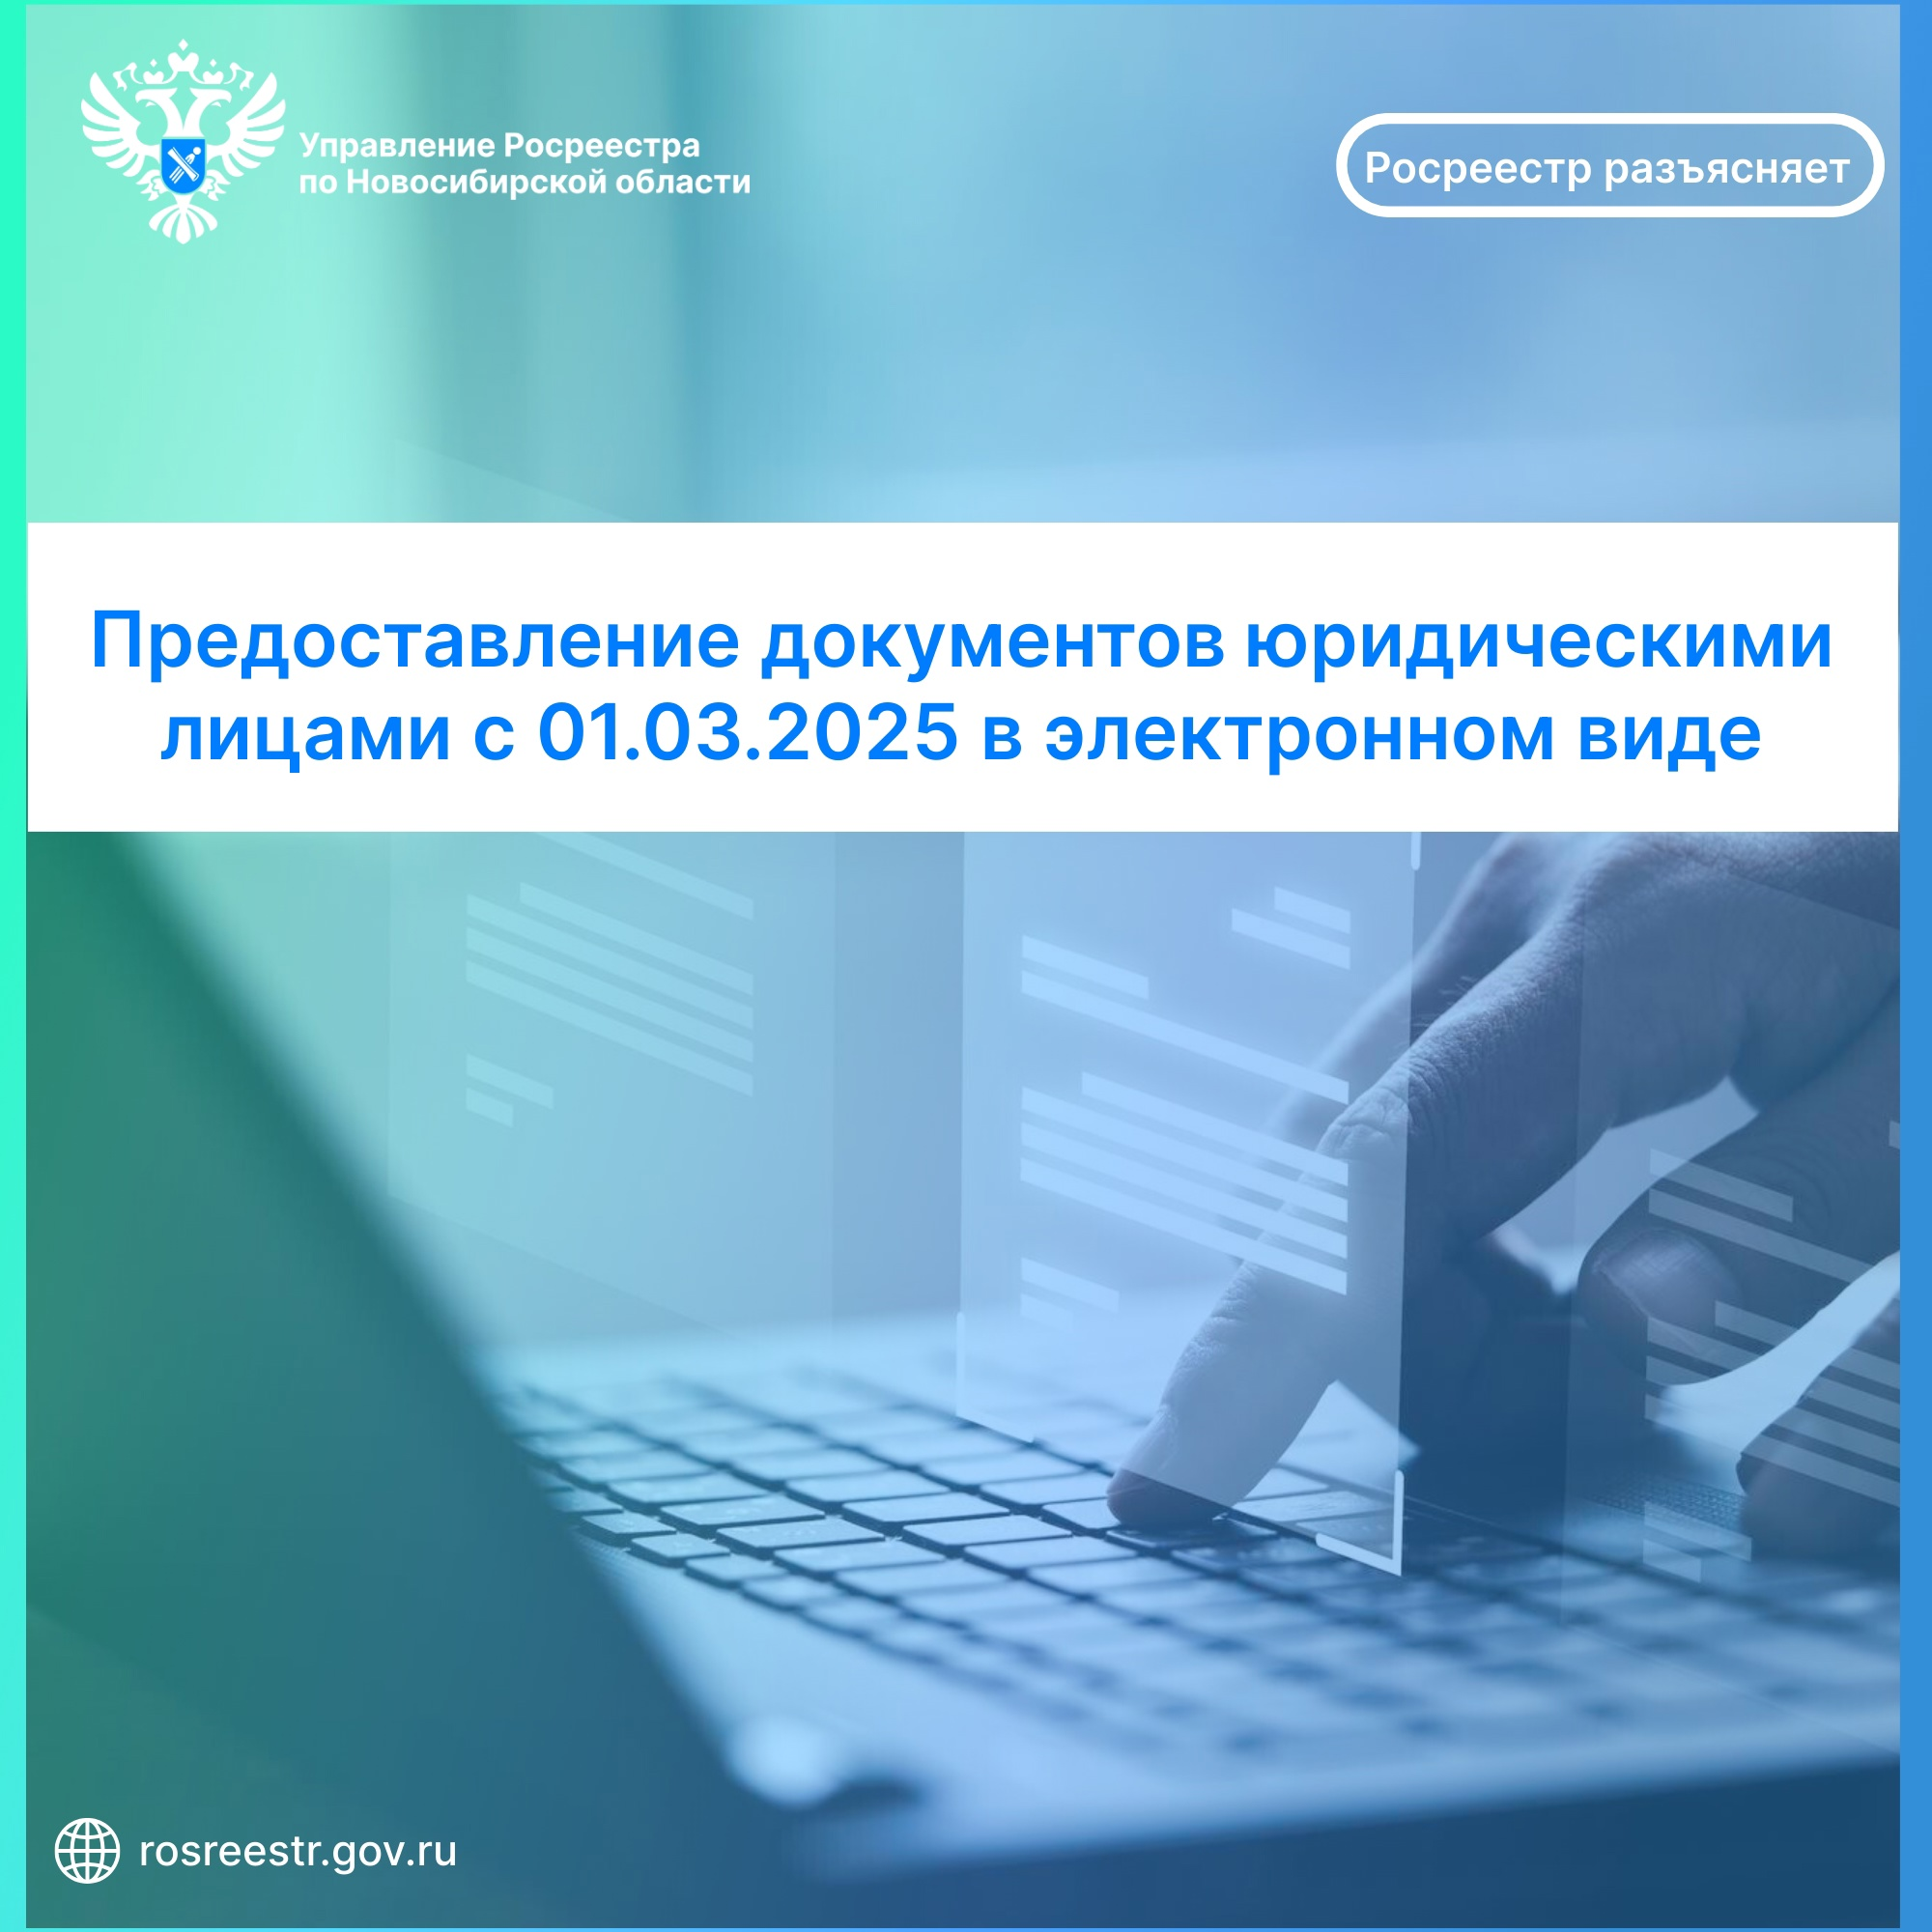 Управление Росреестра
по Новосибирской области
Росреестр разъясняет
Предоставление документов юридическими
лицами с 01.03.2025 в электронном виде
rosreestr.gov.ru